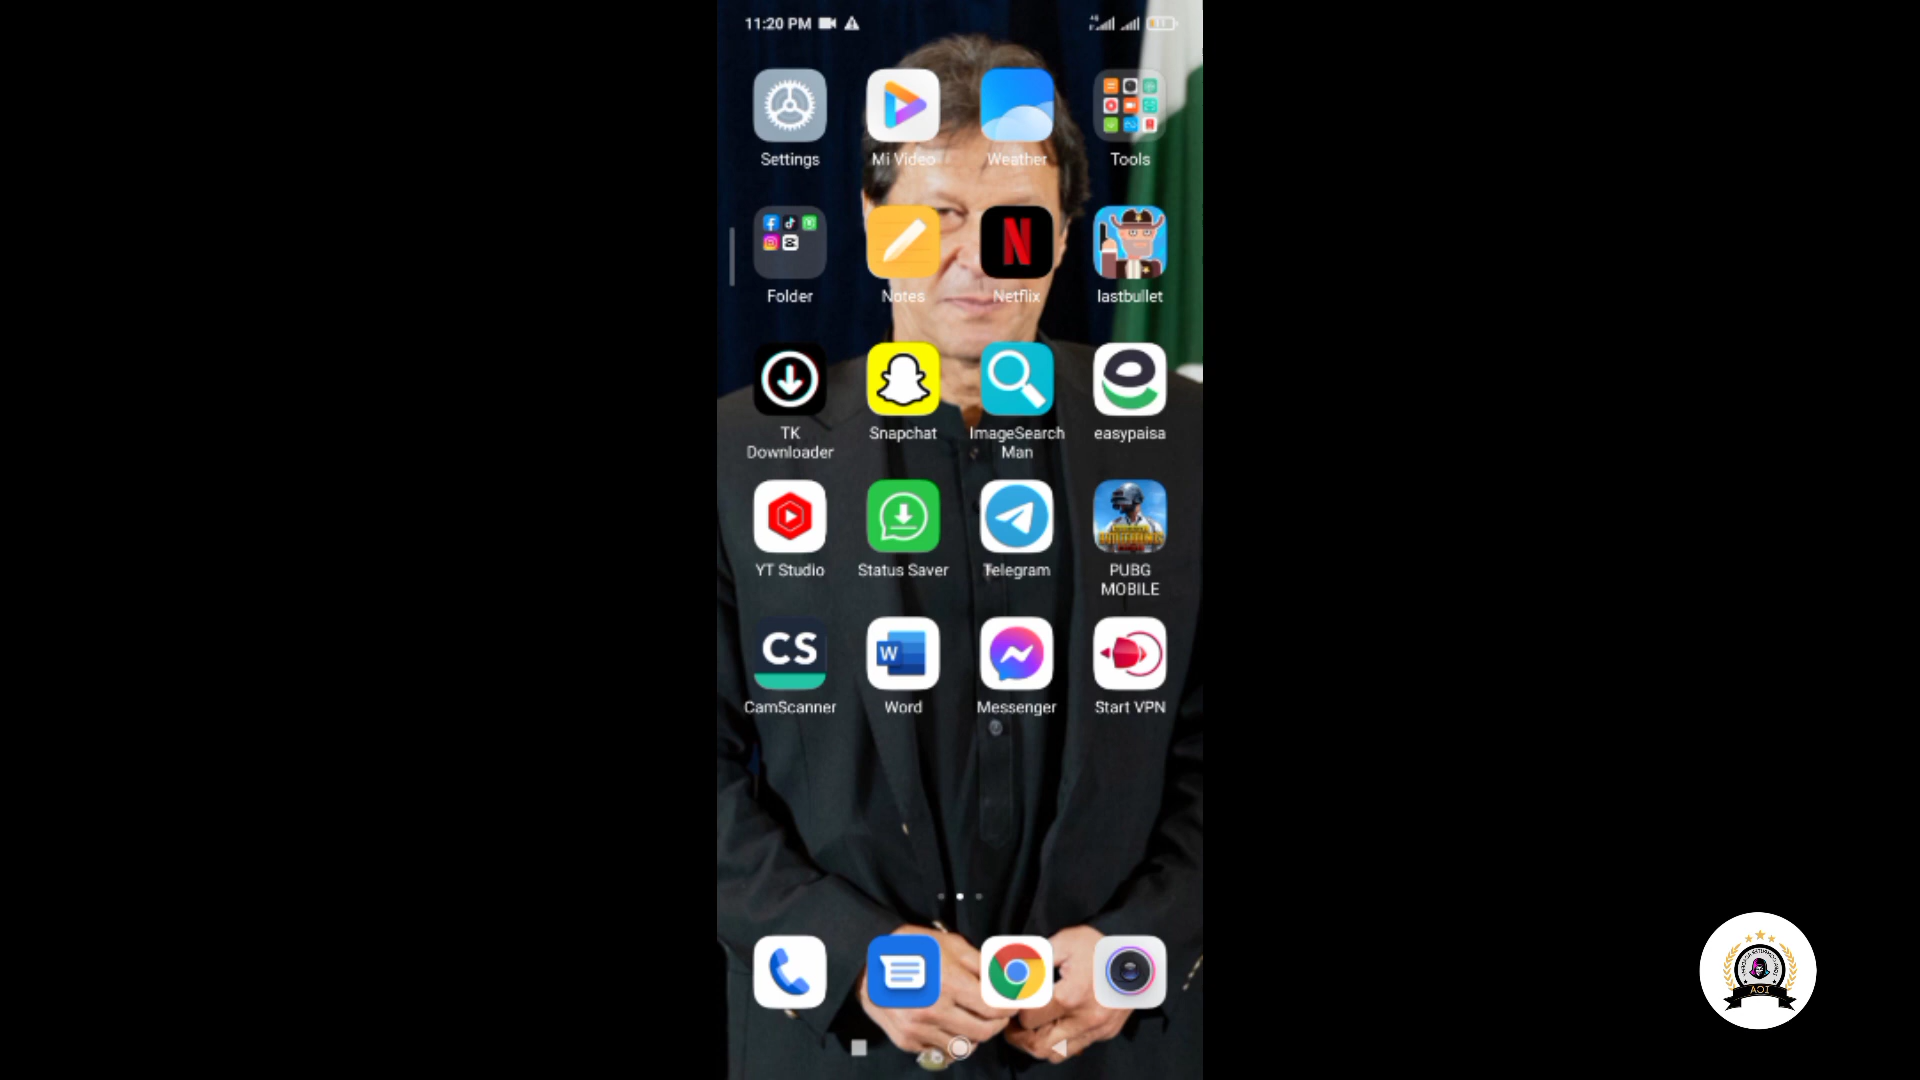 11:20 PM
Settings
Mi Video
Weather
Tools
Folder
Notes
Netflix
lastbullet
TK
Downloader
Snapchat
ImageSearch
Man
easypaisa
YT Studio
Status Saver
Telegram
PUBG
MOBILE
CS
CamScanner
W
Word
Messenger
Start VPN